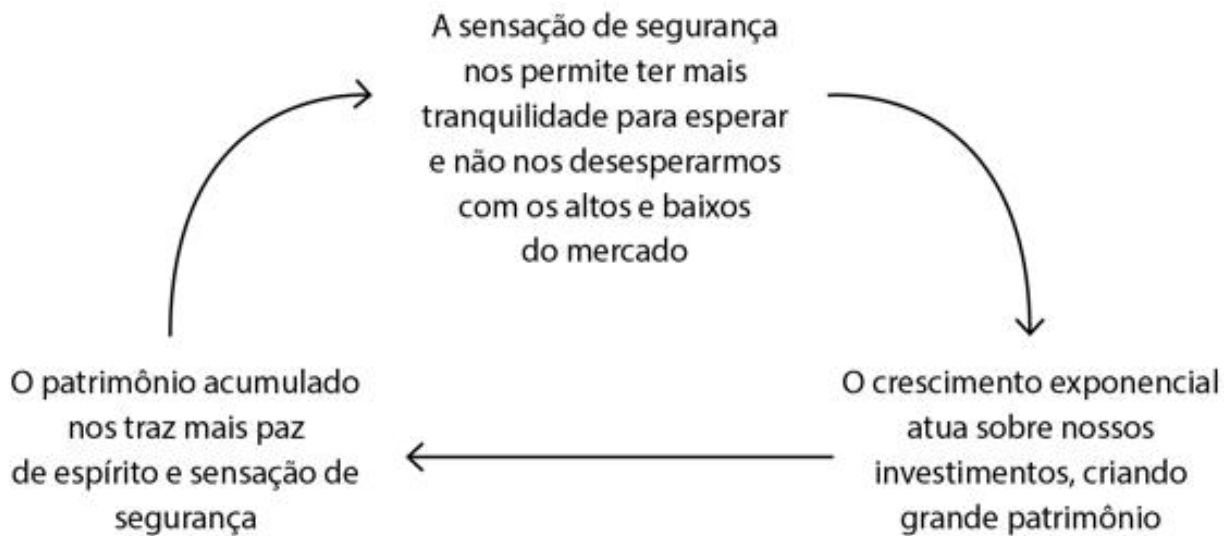 A sensação de segurança
nos permite ter mais
tranquilidade para esperar
e não nos desesperarmos
com os altos e baixos
do mercado
O patrimônio acumulado
nos traz mais paz
de espírito e sensação de
segurança
O crescimento exponencial
atua sobre nossos
investimentos, criando
grande patrimônio